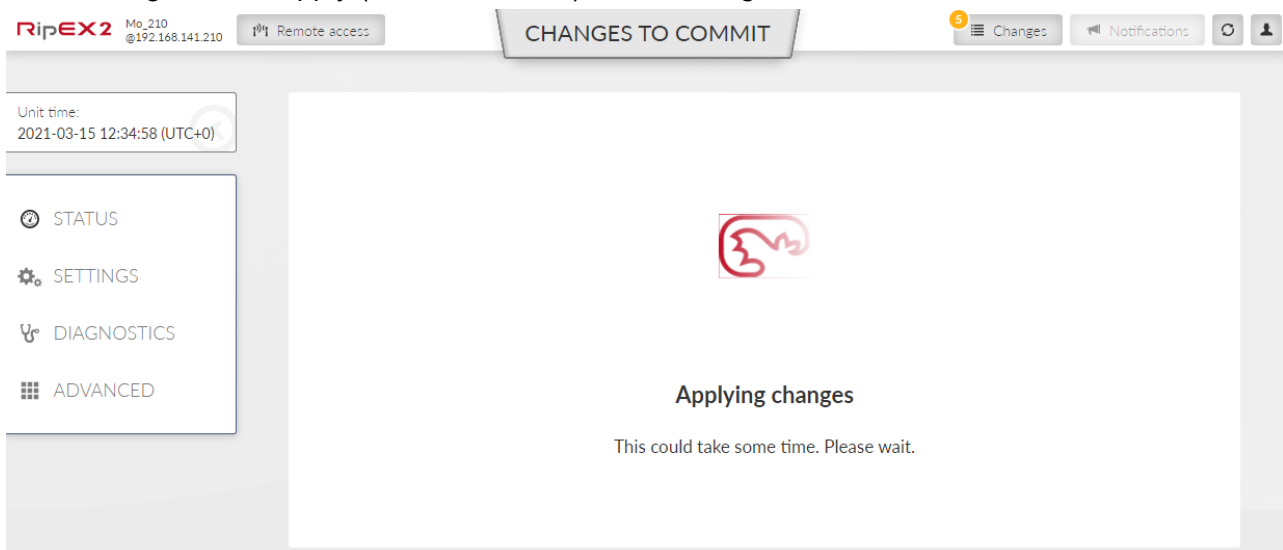 RipEX2
Mo_210
@192.168.141.210
Remote access
CHANGES TO COMMIT
5
Changes
Notifications
Unit time:
2021-03-15 12:34:58 (UTC+0)
STATUS
SETTINGS
DIAGNOSTICS
ADVANCED
Applying changes
This could take some time. Please wait.